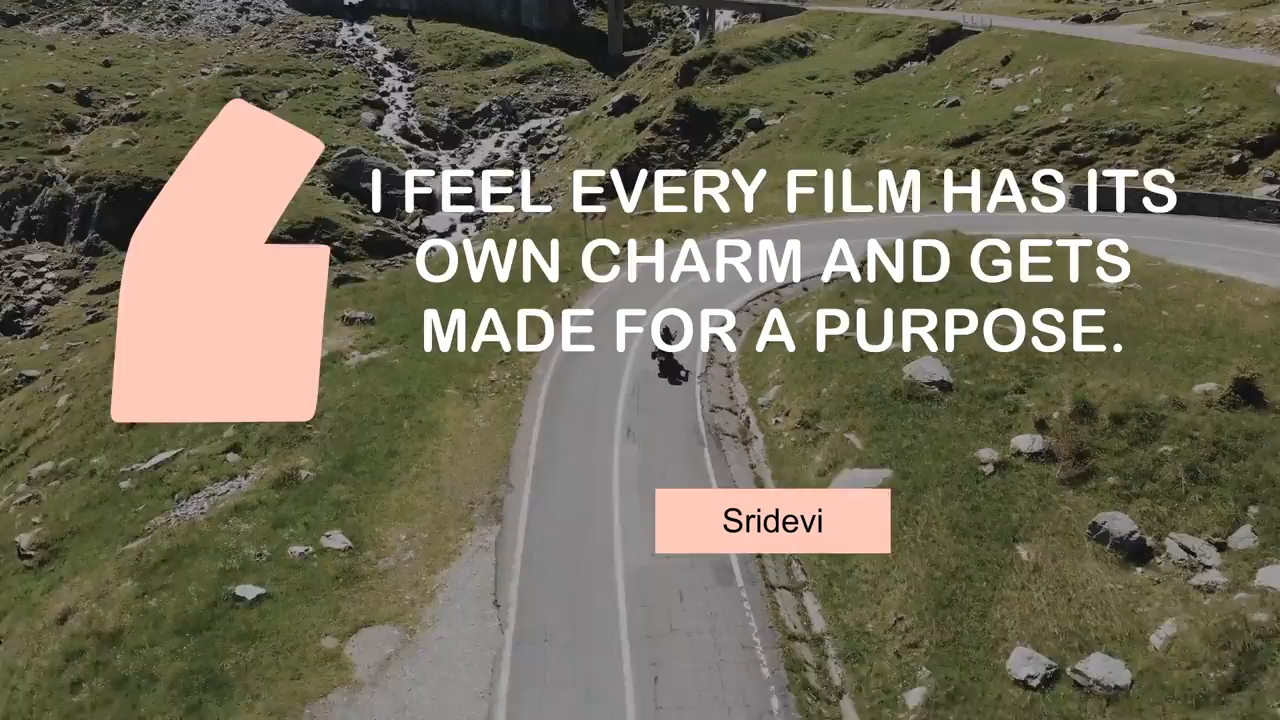 I FEEL EVERY FILM HAS ITS
OWN CHARM AND GETS
MADE FOR A PURPOSE.
Sridevi